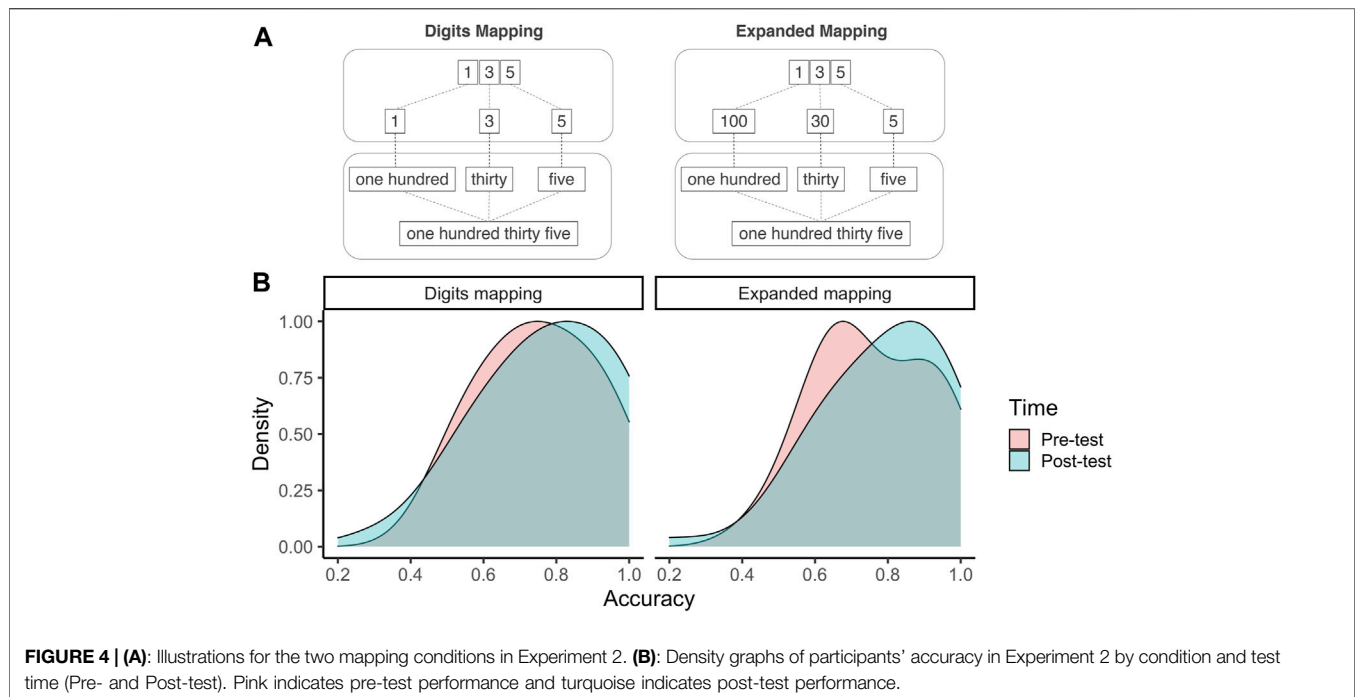 A
Digits Mapping
Expanded Mapping
1 3 5
1 3 5
1 3 5
100 30 5
one hundred thirty five
one hundred thirty five
one hundred thirty five
one hundred thirty five
B
Digits mapping
Expanded mapping
1.00
0.75
0.50
0.25
0.00
Density
0.2 0.4 0.6 0.8 1.0
0.2 0.4 0.6 0.8 1.0
Accuracy
Time
Pre-test
Post-test
FIGURE 4 | (A): Illustrations for the two mapping conditions in Experiment 2. (B): Density graphs of participants’ accuracy in Experiment 2 by condition and test
time (Pre- and Post-test). Pink indicates pre-test performance and turquoise indicates post-test performance.